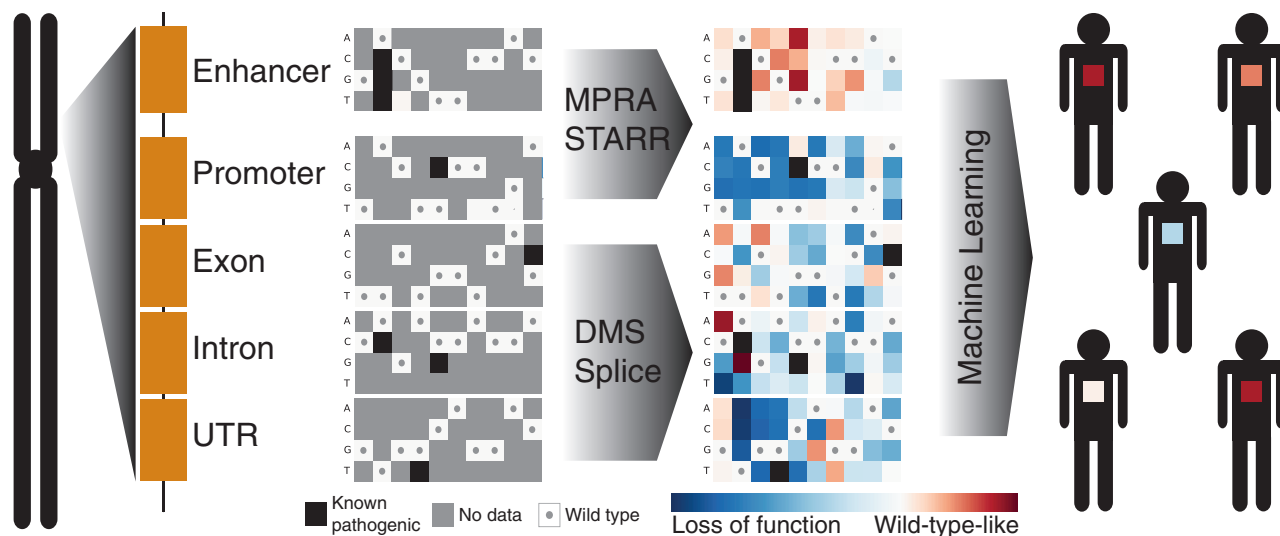 Enhancer
Promoter
Exon
Intron
UTR
A
C
G
T
A
C
G
T
A
C
G
T
A
C
G
T
A
C
G
T
MPRA
STARR
DMS
Splice
A
C
G
T
A
C
G
T
A
C
G
T
A
C
G
T
A
C
G
T
Machine Learning
Known
pathogenic
No data
Wild type
Loss of function
Wild-type-like